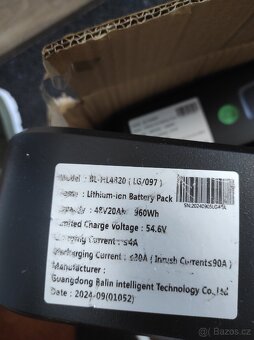 Model : BL-HL4820 ( LG/097 )
Name : Lithium-ion Battery Pack
Capacity : 48V20Ah 960Wh
Limited Charge Voltage : 54.6V
Charging Current : ≤4A
Discharging Current : ≤30A ( Inrush Current≤90A )
Manufacturer :
Guangdong Balin Intelligent Technology Co.,Ltd
Date : 2024-09(01052)
Bazos.cz